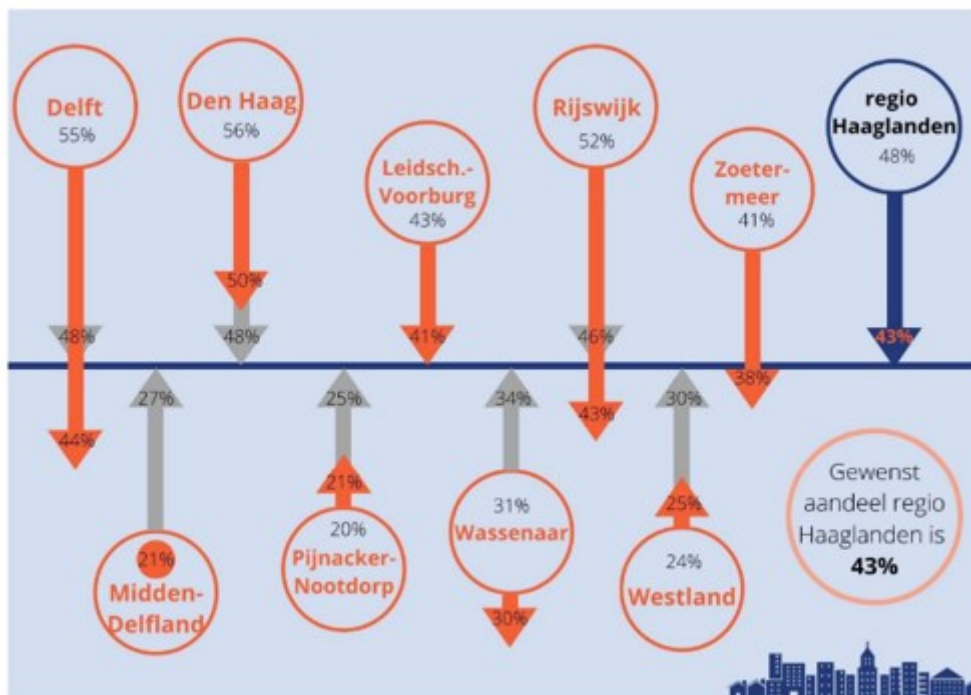 Delft
55%
48%
44%
Den Haag
56%
50%
48%
Leidsch.-
Voorburg
43%
41%
Rijswijk
52%
46%
43%
Zoeter-
meer
41%
38%
regio
Haaglanden
48%
43%
27%
21%
Midden-
Delfland
25%
21%
20%
Pijnacker-
Nootdorp
34%
31%
Wassenaar
30%
30%
25%
24%
Westland
Gewenst
aandeel regio
Haaglanden is
43%